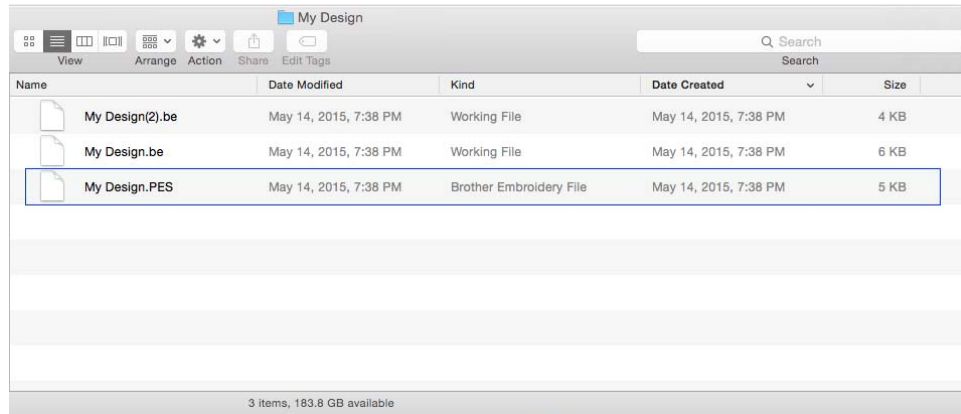 My Design
Search
View Arrange Action Share Edit Tags Search
Name Date Modified Kind Date Created Size
My Design(2).be May 14, 2015, 7:38 PM Working File May 14, 2015, 7:38 PM 4 KB
My Design.be May 14, 2015, 7:38 PM Working File May 14, 2015, 7:38 PM 6 KB
My Design.PES May 14, 2015, 7:38 PM Brother Embroidery File May 14, 2015, 7:38 PM 5 KB
3 items, 183.8 GB available